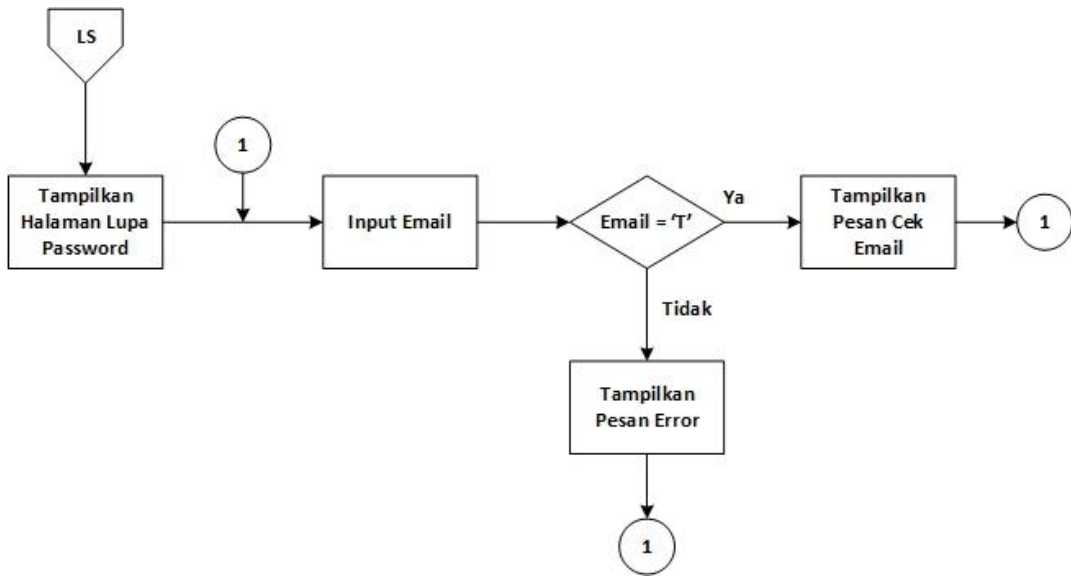 LS
1
Tampilkan
Halaman Lupa
Password
Input Email
Email = ‘T’
Ya
Tampilkan
Pesan Cek
Email
1
Tidak
Tampilkan
Pesan Error
1